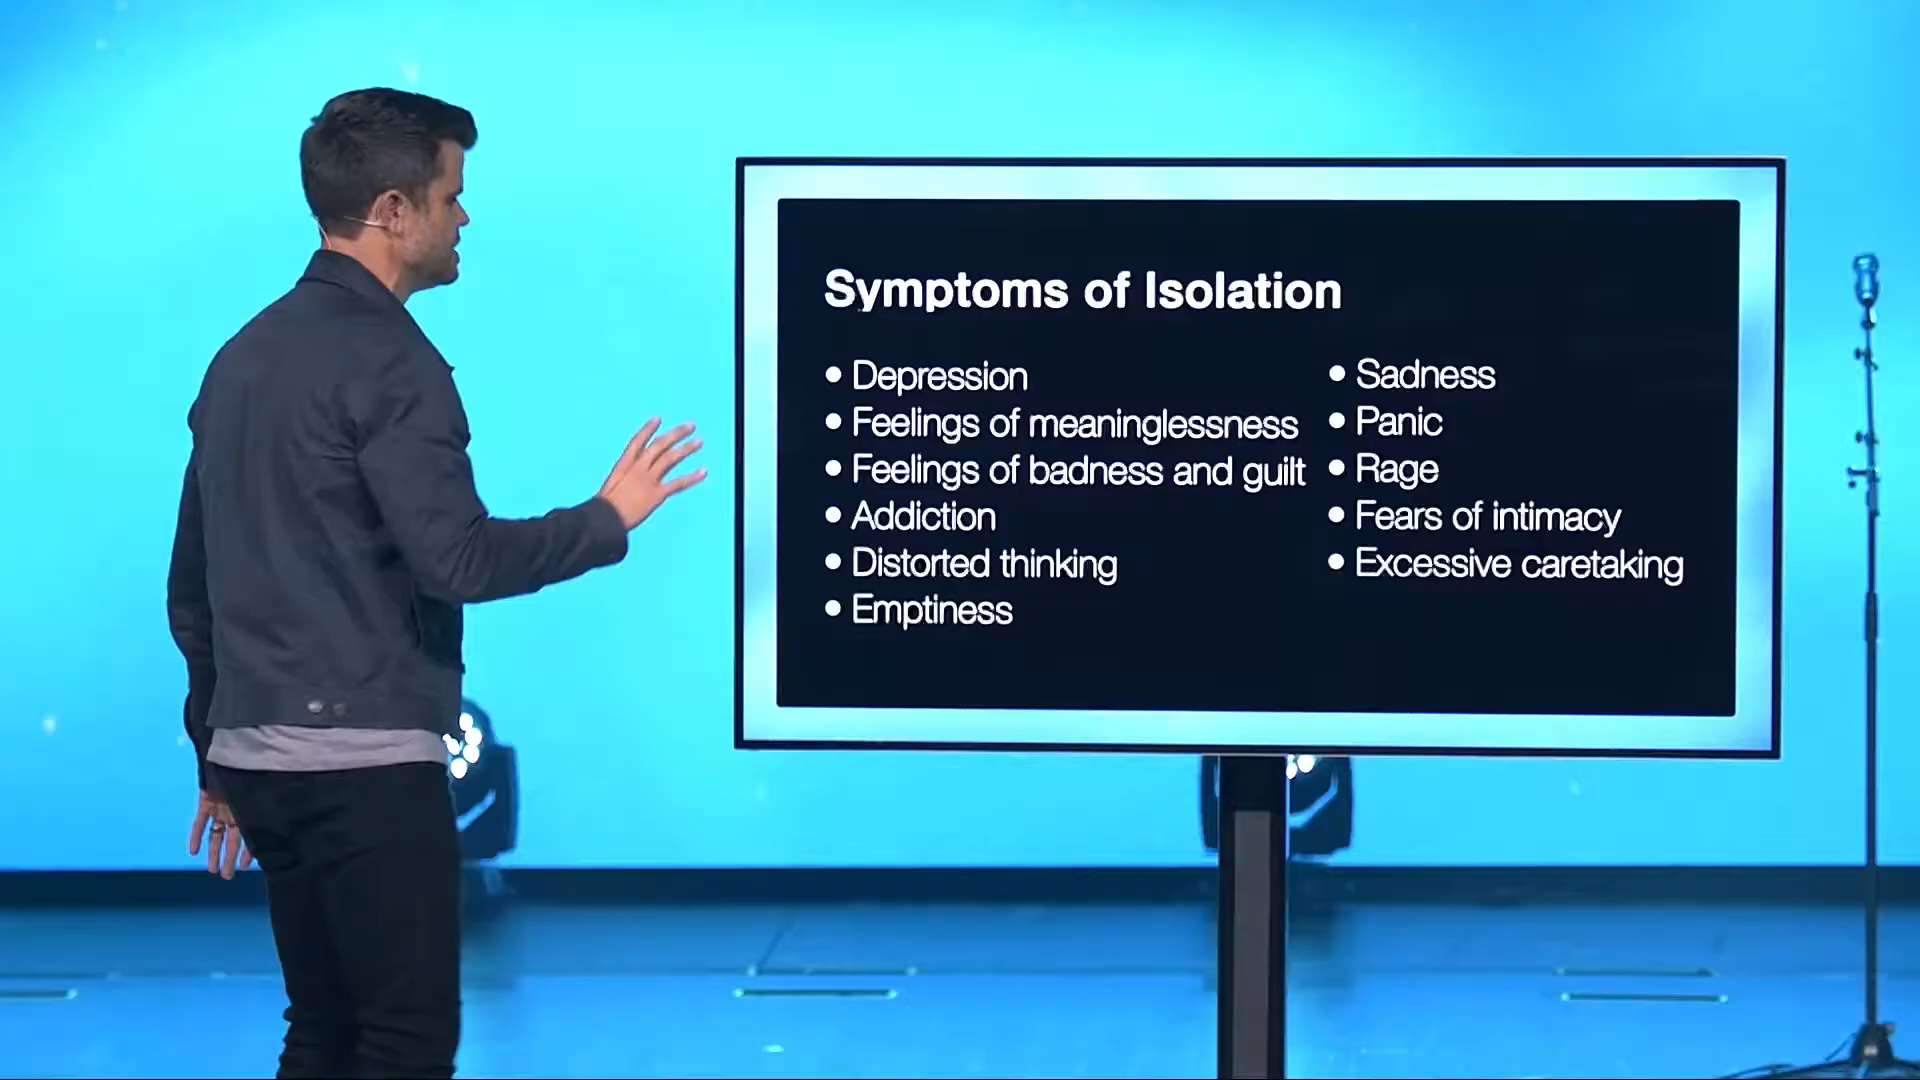 Symptoms of Isolation
• Depression
• Feelings of meaninglessness
• Feelings of badness and guilt
• Addiction
• Distorted thinking
• Emptiness
• Sadness
• Panic
• Rage
• Fears of intimacy
• Excessive caretaking